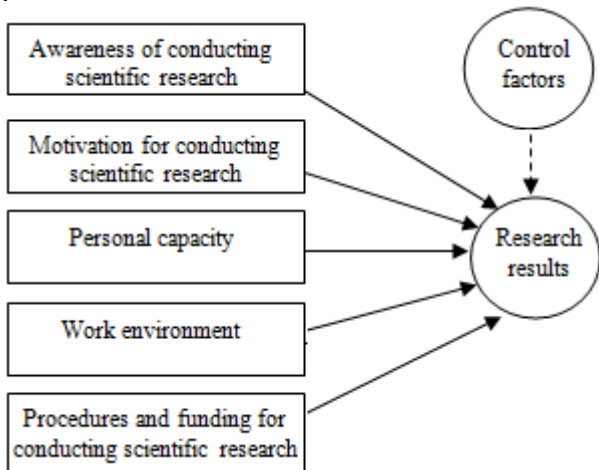 Awareness of conducting
scientific research
Motivation for conducting
scientific research
Personal capacity
Work environment
Procedures and funding for
conducting scientific research
Control
factors
Research
results